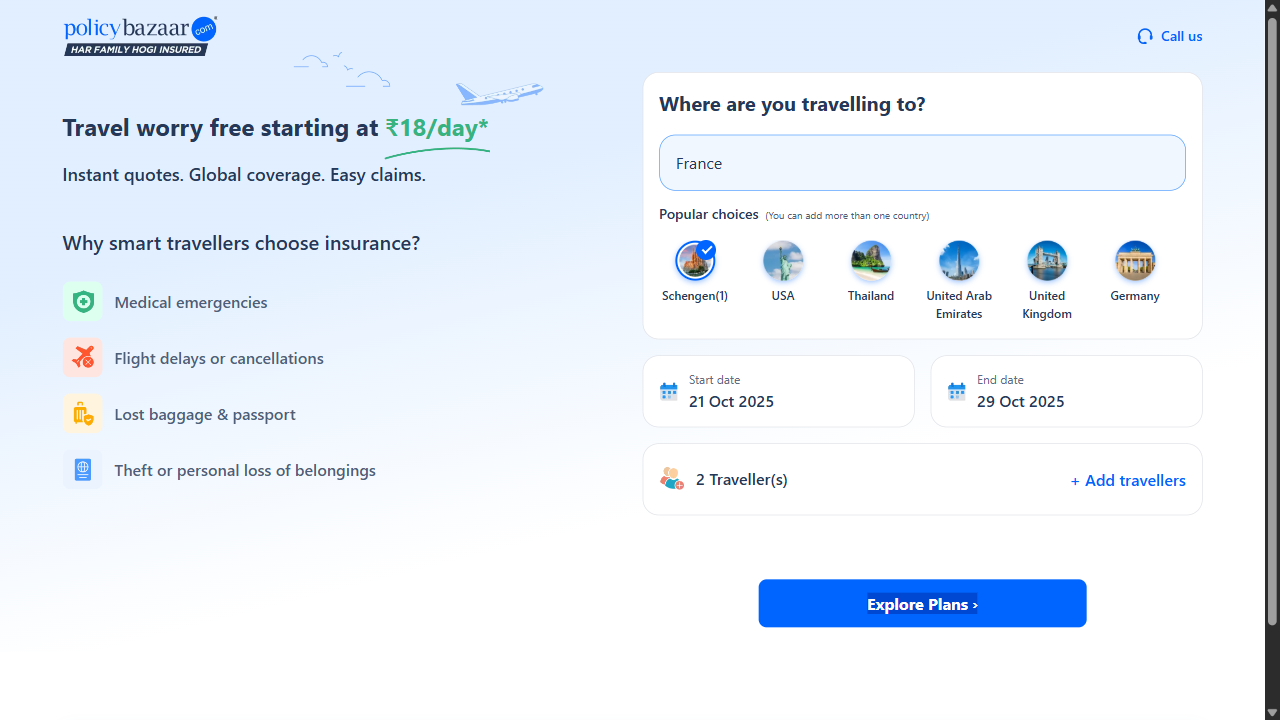 policybazaar com
HAR FAMILY HOGI INSURED
Call us
Travel worry free starting at ₹18/day*
Instant quotes. Global coverage. Easy claims.
Why smart travellers choose insurance?
Medical emergencies
Flight delays or cancellations
Lost baggage & passport
Theft or personal loss of belongings
Where are you travelling to?
France
Popular choices (You can add more than one country)
Schengen(1)
USA
Thailand
United Arab
Emirates
United
Kingdom
Germany
Start date
21 Oct 2025
End date
29 Oct 2025
2 Traveller(s)
+ Add travellers
Explore Plans ›